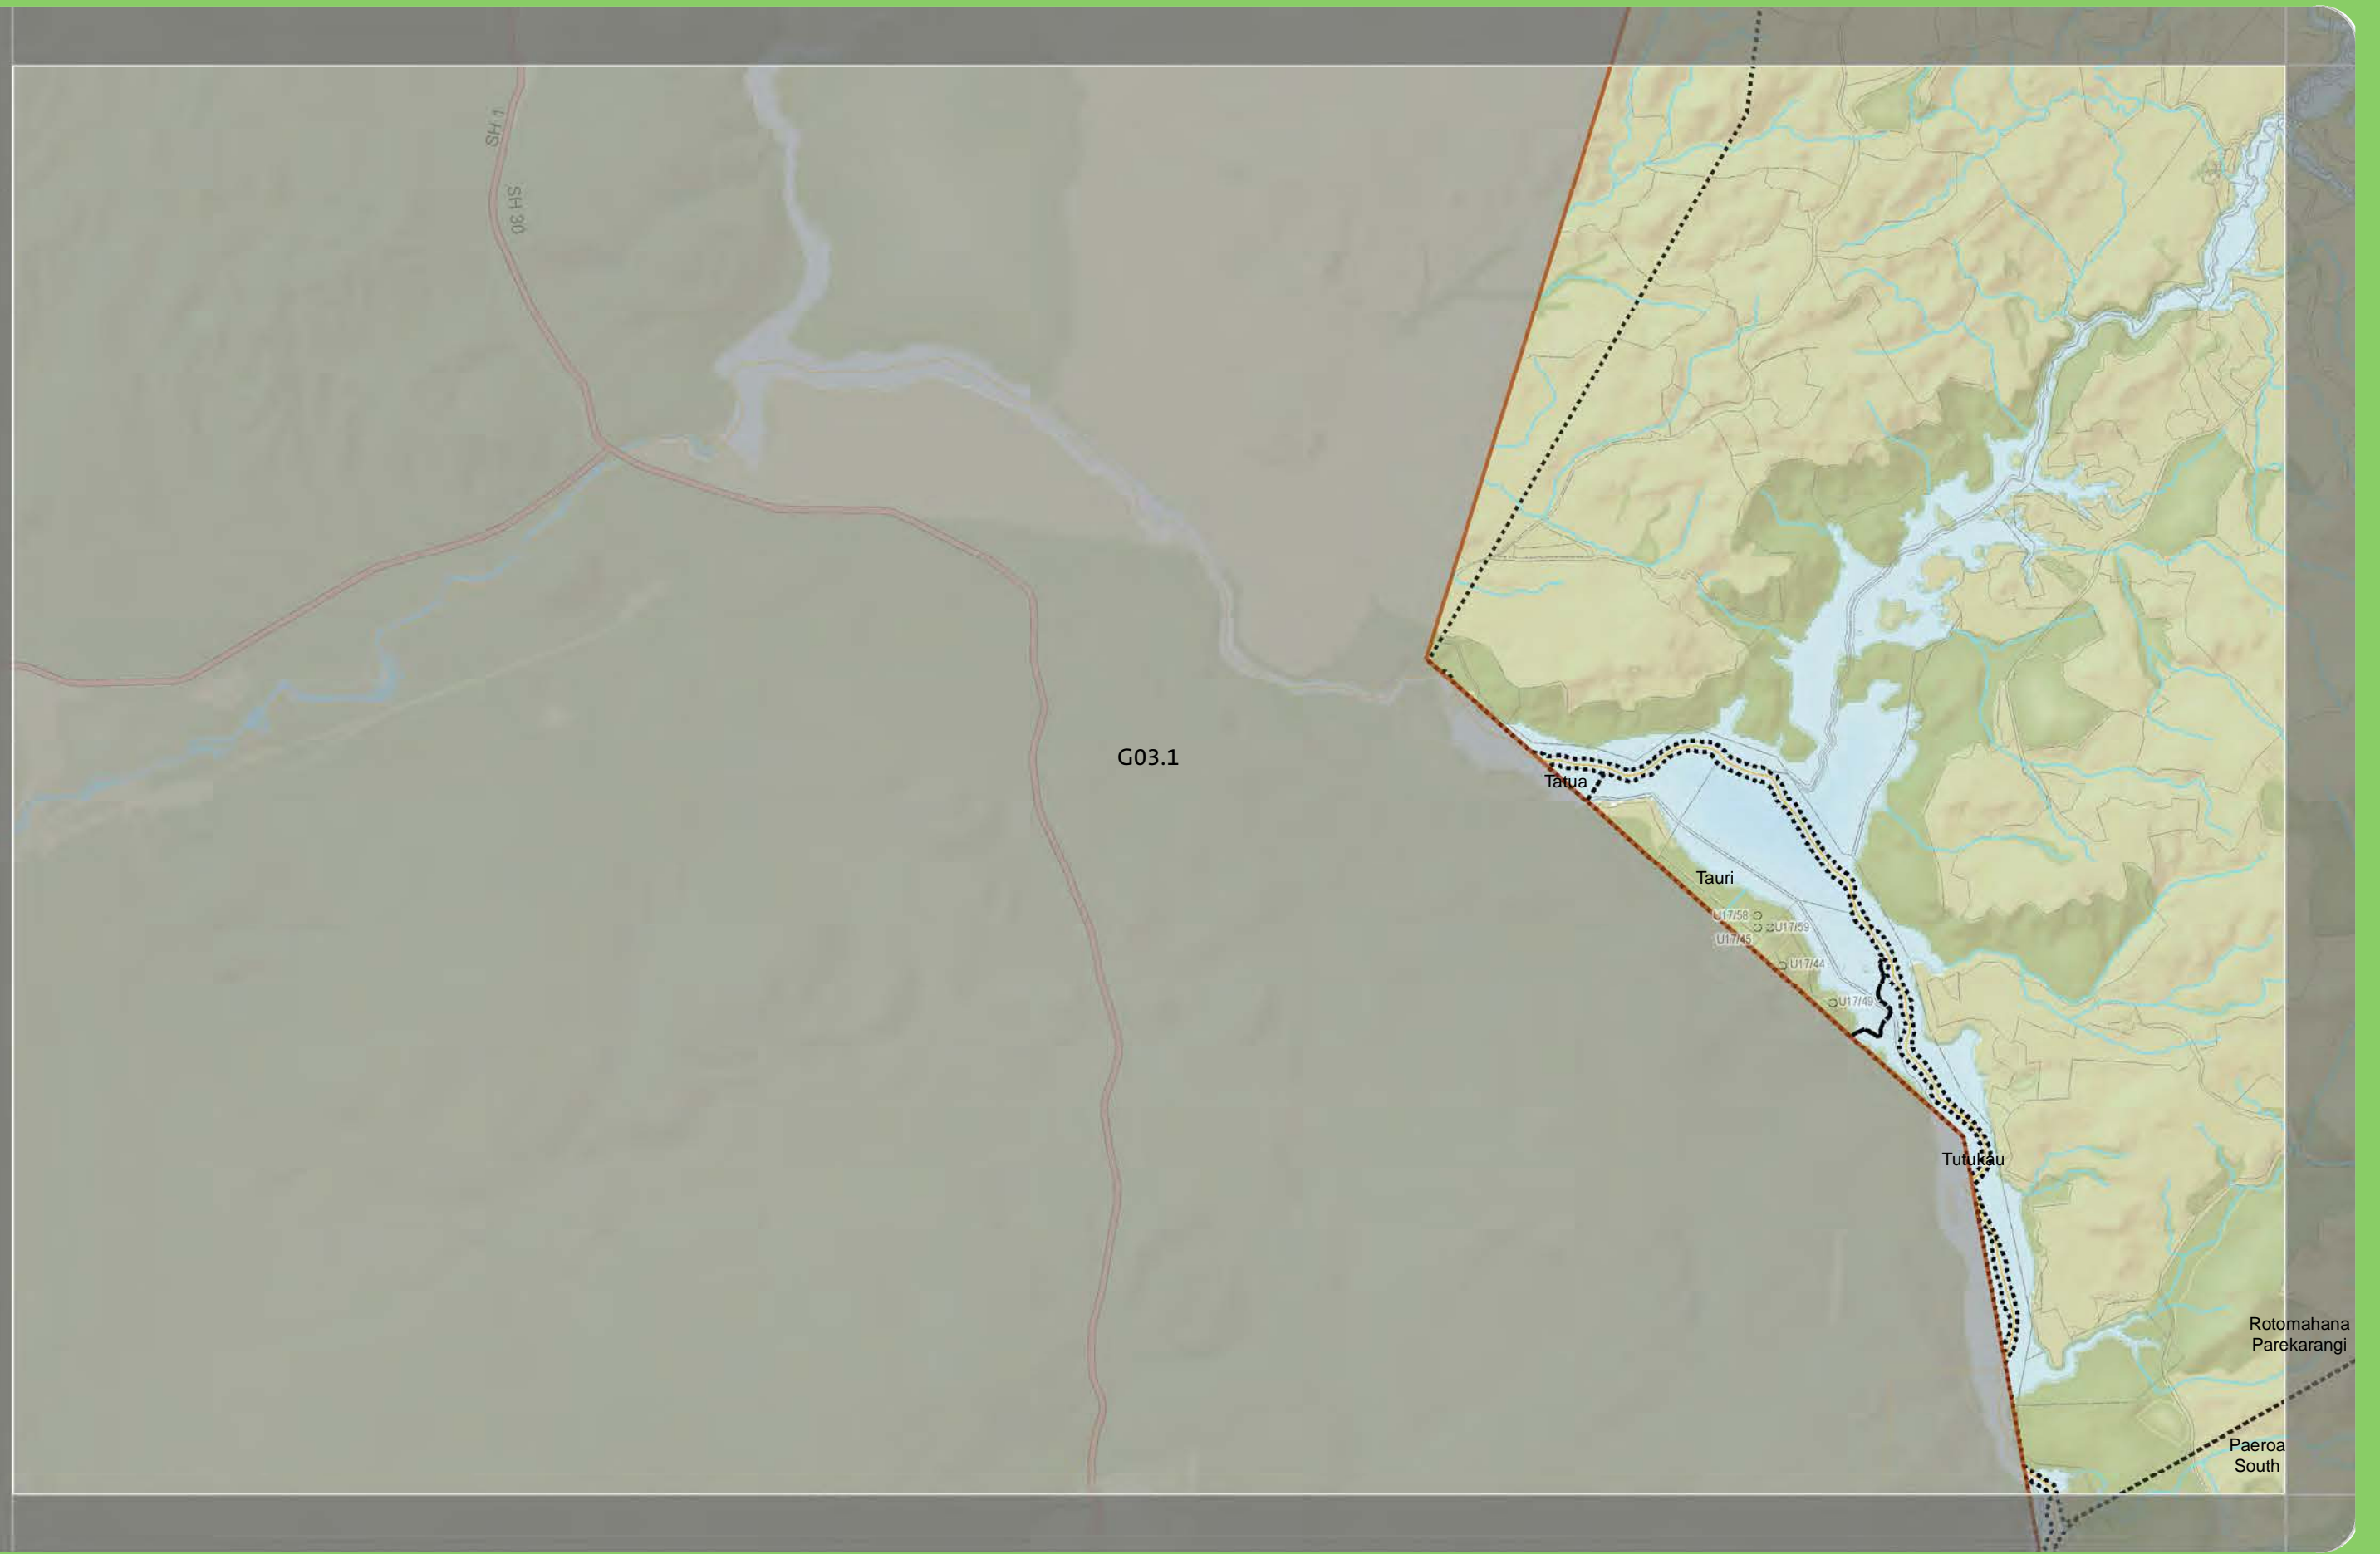 SH 1
SH 30
G03.1
Tatua
Tauri
U17/58
U17/59
U17/45
U17/44
U17/49
Tutukau
Rotomahana
Parekarangi
Paeroa
South